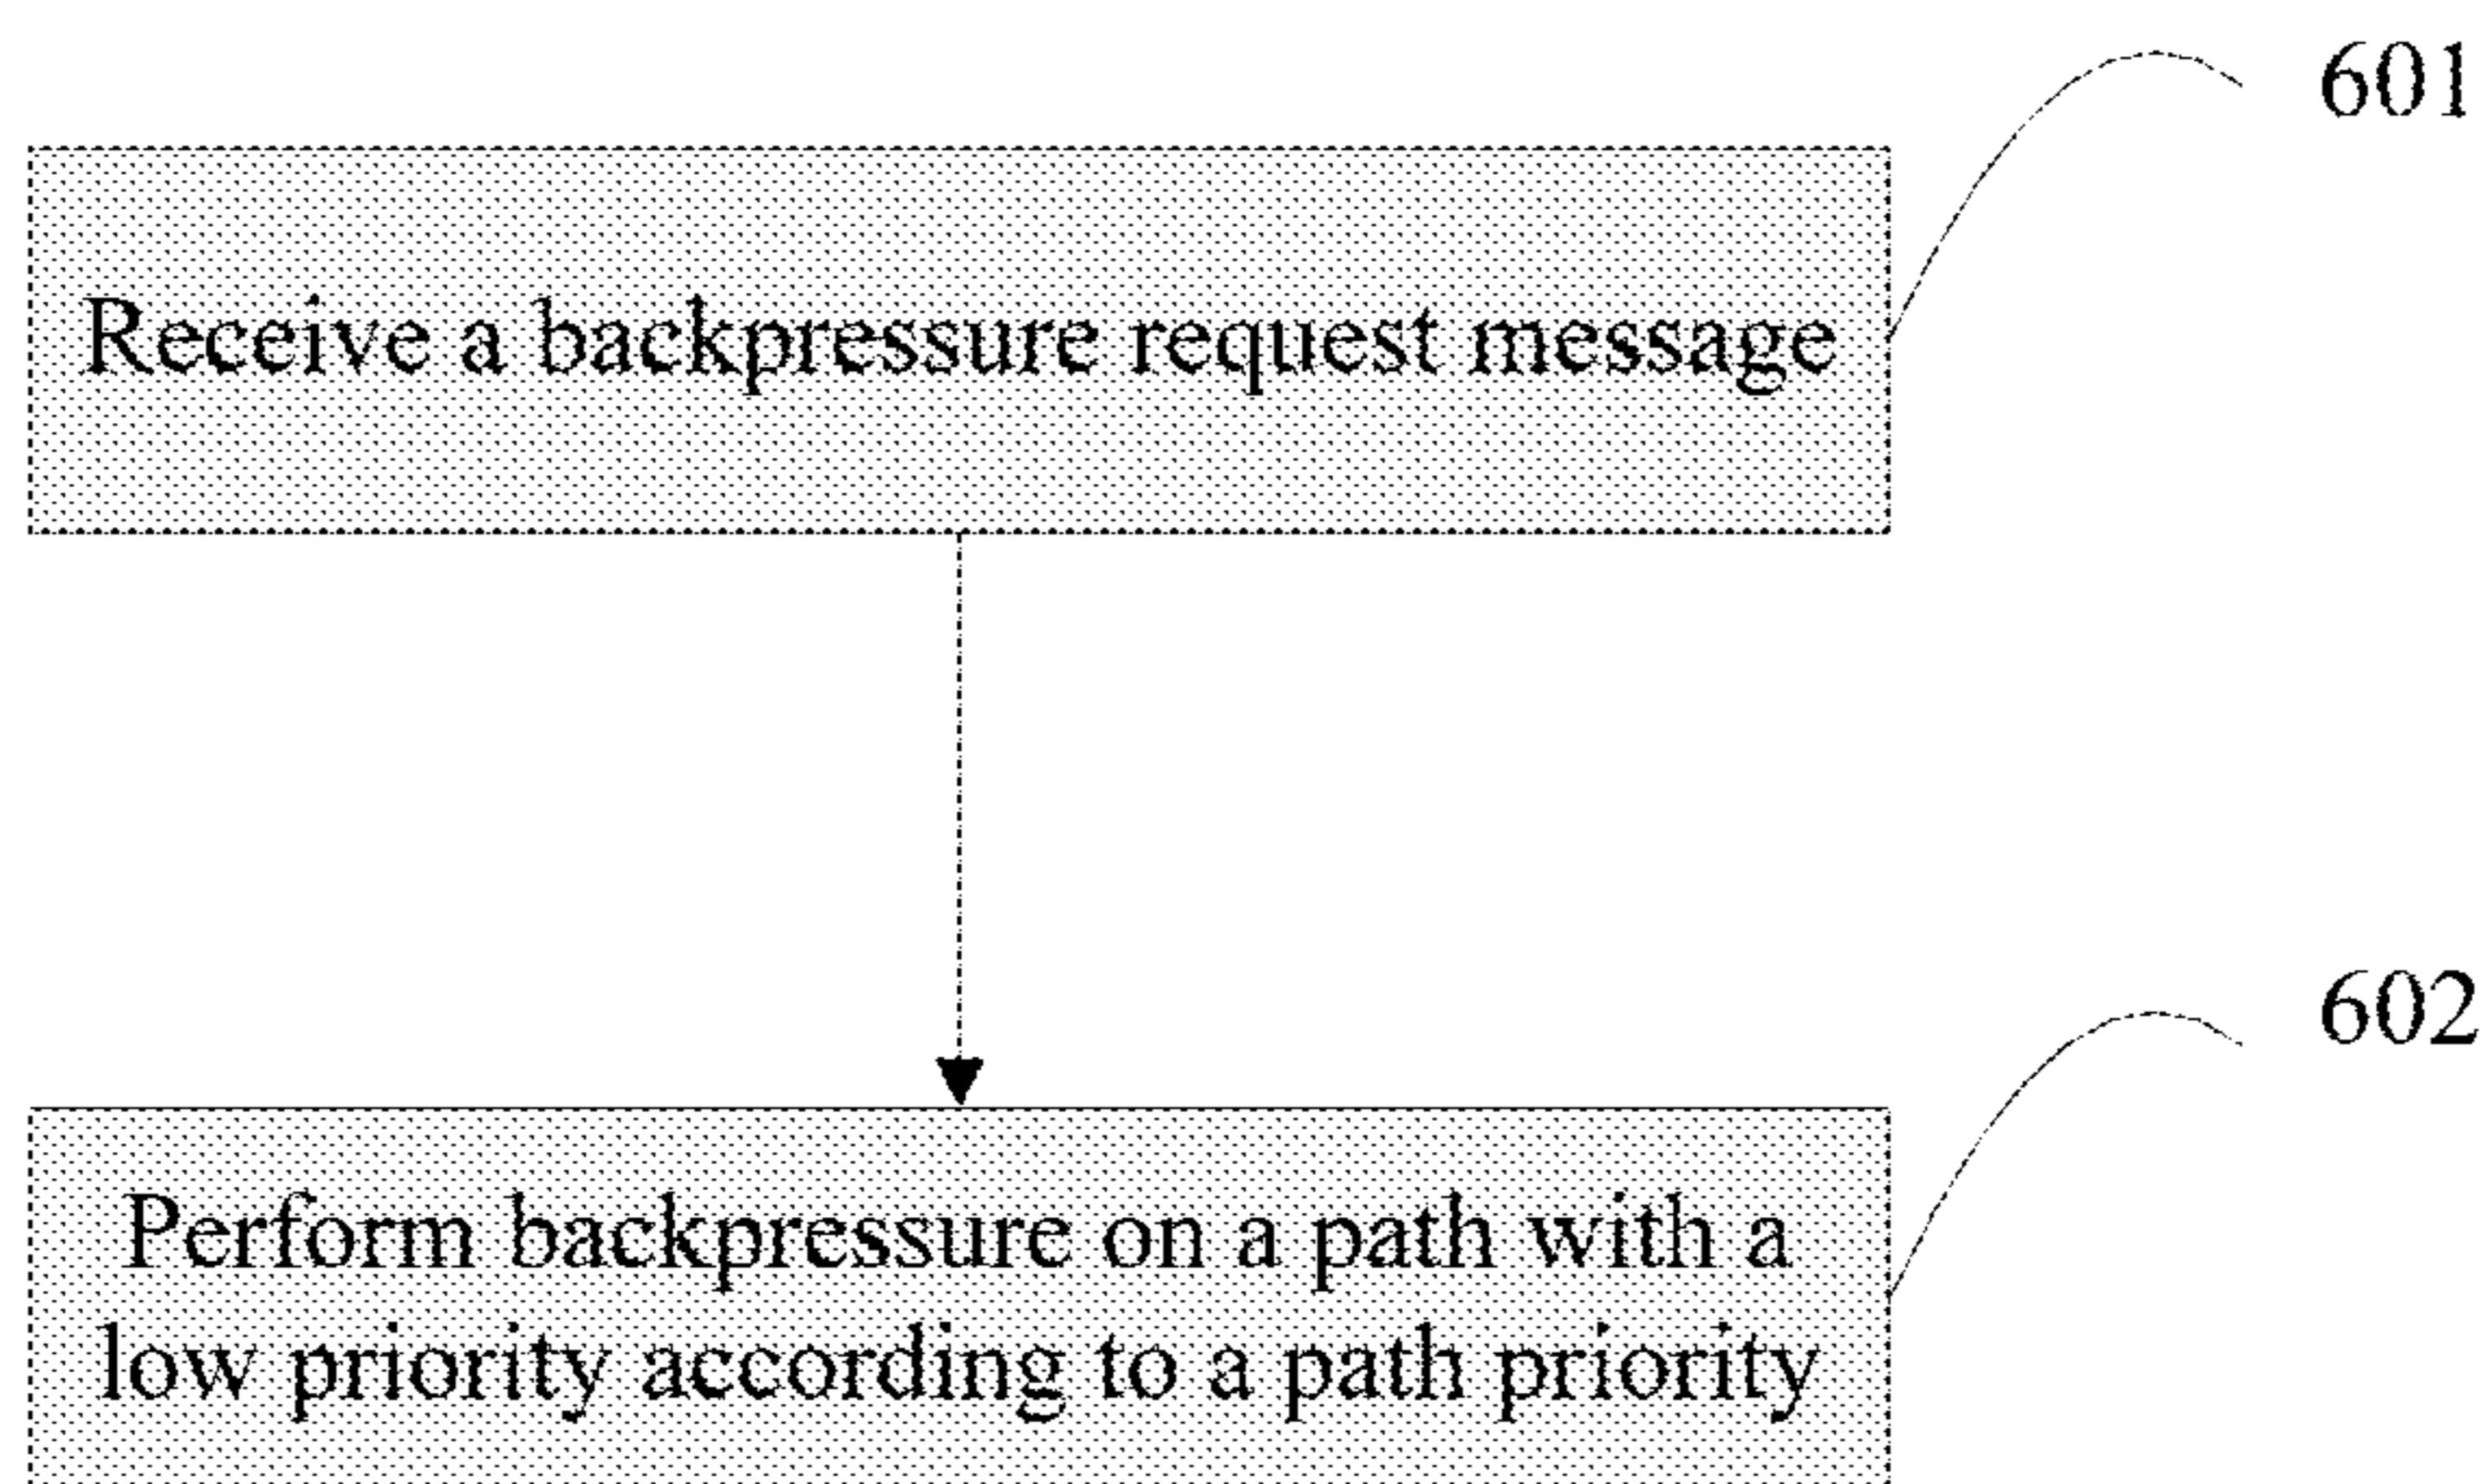 601
Receive a backpressure request message
602
Perform backpressure on a path with a
low priority according to a path priority